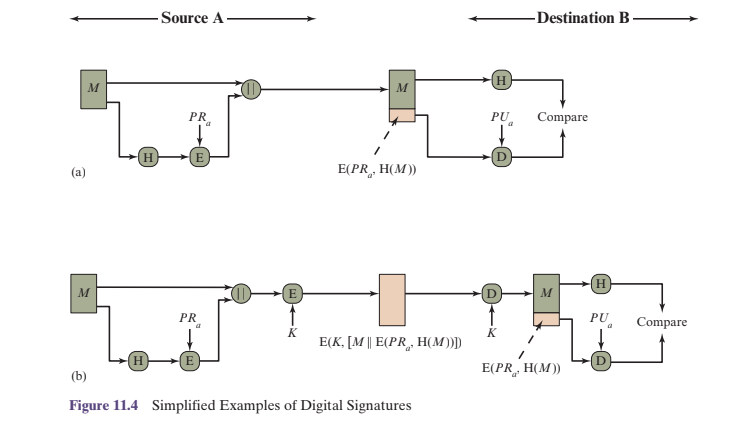 Source A
Destination B
M
||
M
H
PRa
PUa
Compare
H
E
D
E(PRa, H(M))
(a)
M
||
E
D
M
H
PRa
K
E(K, [M || E(PRa, H(M))])
K
PUa
Compare
H
E
E(PRa, H(M))
D
(b)
Figure 11.4 Simplified Examples of Digital Signatures